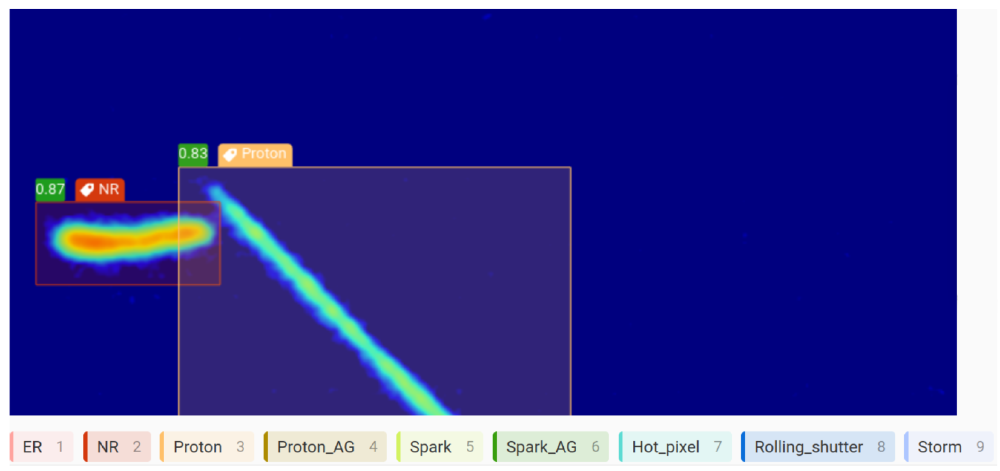 0.83 Proton
0.87 NR
ER 1 NR 2 Proton 3 Proton_AG 4 Spark 5 Spark_AG 6 Hot_pixel 7 Rolling_shutter 8 Storm 9